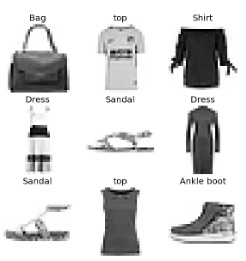 Bag top Shirt
Dress Sandal Dress
Sandal top Ankle boot